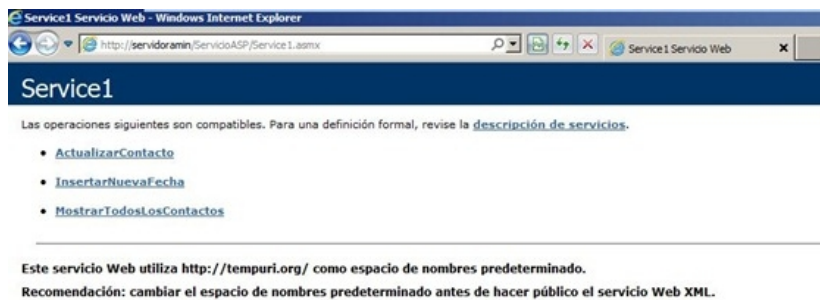 Service1 Servicio Web - Windows Internet Explorer
http://servidoramin/ServicioASP/Service1.asmx
Service1 Servicio Web
Service1
Las operaciones siguientes son compatibles. Para una definición formal, revise la descripción de servicios.
ActualizarContacto
InsertarNuevaFecha
MostrarTodosLosContactos
Este servicio Web utiliza http://tempuri.org/ como espacio de nombres predeterminado.
Recomendación: cambiar el espacio de nombres predeterminado antes de hacer público el servicio Web XML.